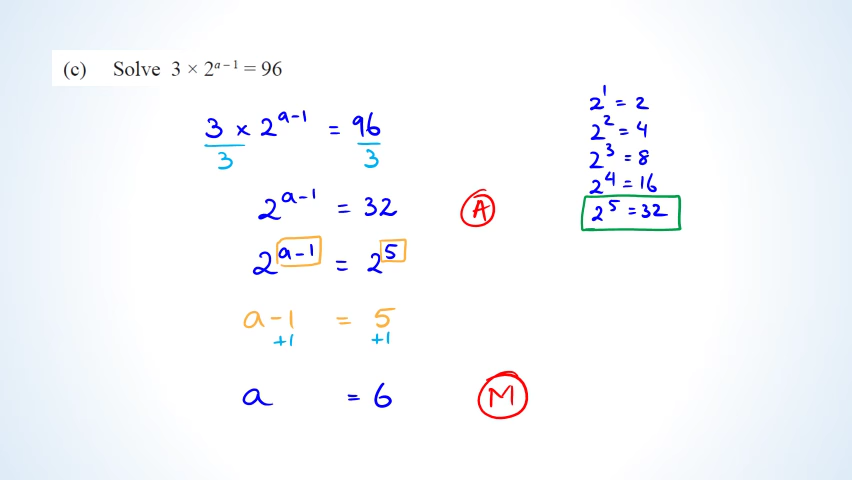 (c) Solve 3 × 2^{a−1} = 96
3 × 2^{a−1} = 96
3 3
2^{a−1} = 32 A
2^{a−1} = 2^5
a − 1 = 5
+1 +1
a = 6 M
2^1 = 2
2^2 = 4
2^3 = 8
2^4 = 16
2^5 = 32